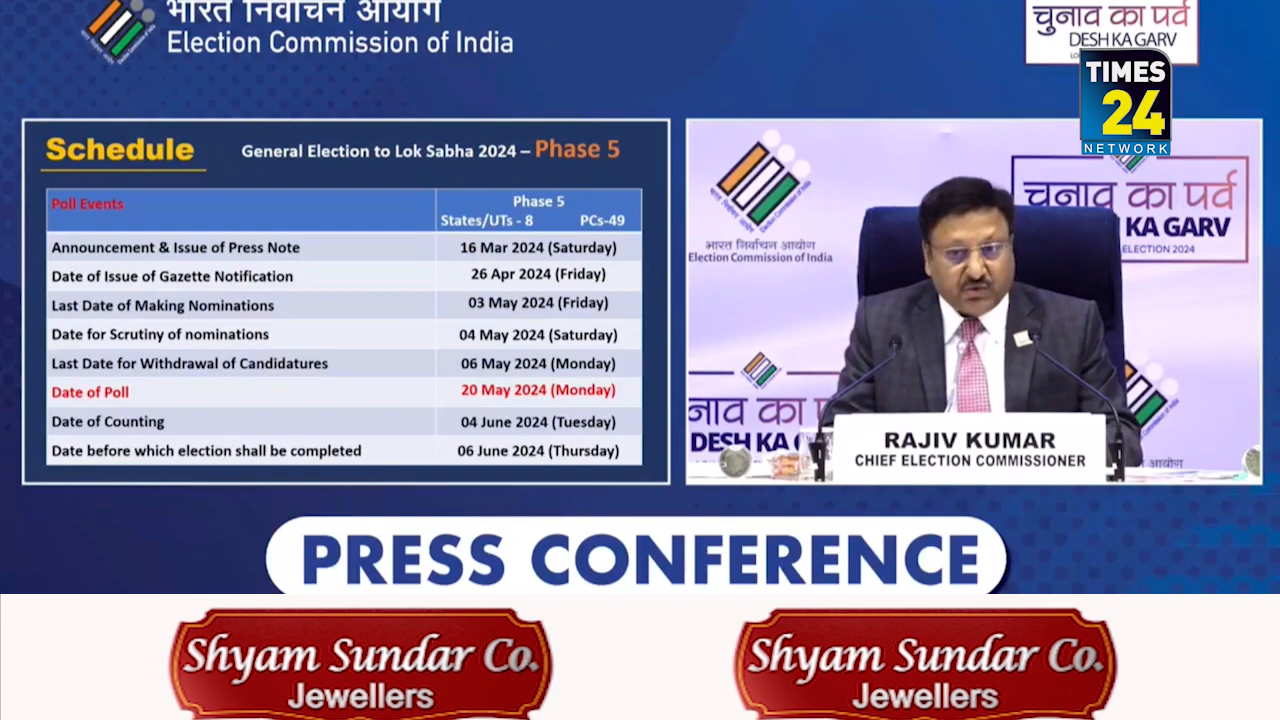 भारत निर्वाचन आयोग
Election Commission of India
चुनाव का पर्व
DESH KA GARV
TIMES
24
NETWORK
Schedule
General Election to Lok Sabha 2024 – Phase 5
Poll Events
Phase 5
States/UTs - 8 PCs-49
Announcement & Issue of Press Note 16 Mar 2024 (Saturday)
Date of Issue of Gazette Notification 26 Apr 2024 (Friday)
Last Date of Making Nominations 03 May 2024 (Friday)
Date for Scrutiny of nominations 04 May 2024 (Saturday)
Last Date for Withdrawal of Candidatures 06 May 2024 (Monday)
Date of Poll 20 May 2024 (Monday)
Date of Counting 04 June 2024 (Tuesday)
Date before which election shall be completed 06 June 2024 (Thursday)
भारत निर्वाचन आयोग
Election Commission of India
चुनाव का पर्व
KA GARV
ELECTION 2024
नाव का प
DESH KA G
आयोग
RAJIV KUMAR
CHIEF ELECTION COMMISSIONER
PRESS CONFERENCE
Shyam Sundar Co.
Jewellers
Shyam Sundar Co.
Jewellers